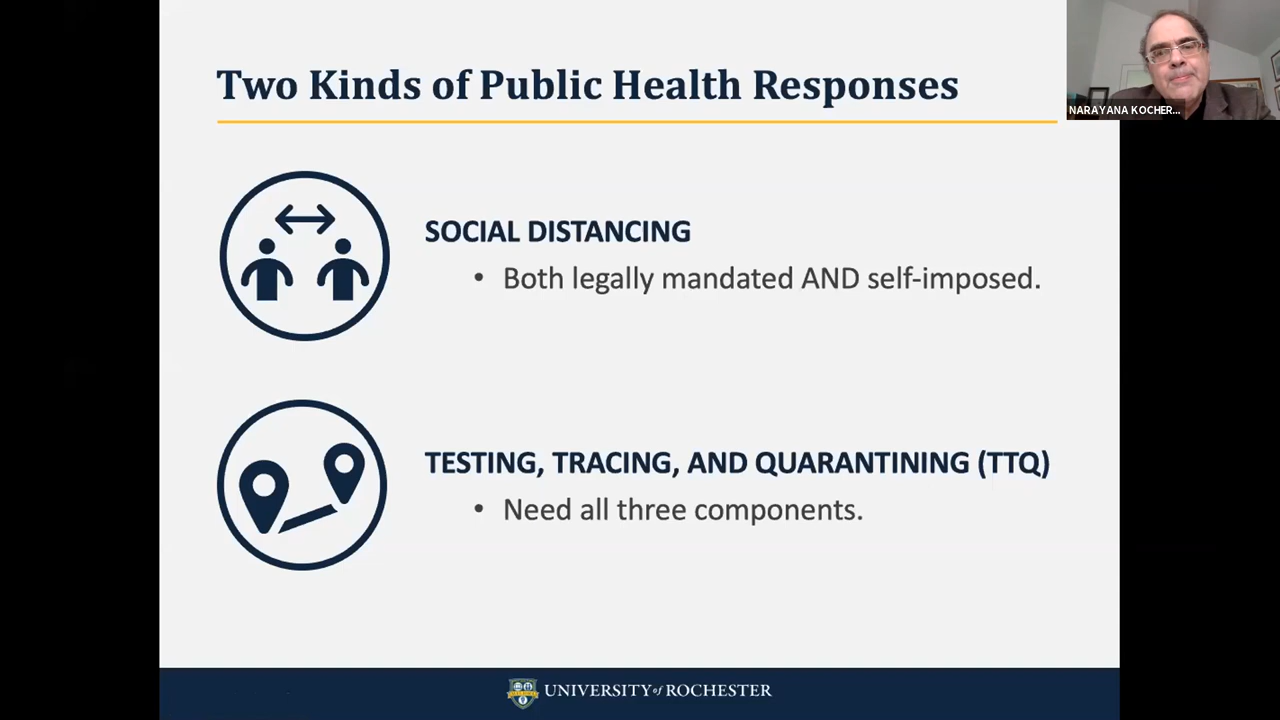 Two Kinds of Public Health Responses
NARAYANA KOCHER...
SOCIAL DISTANCING
• Both legally mandated AND self-imposed.
TESTING, TRACING, AND QUARANTINING (TTQ)
• Need all three components.
UNIVERSITY of ROCHESTER